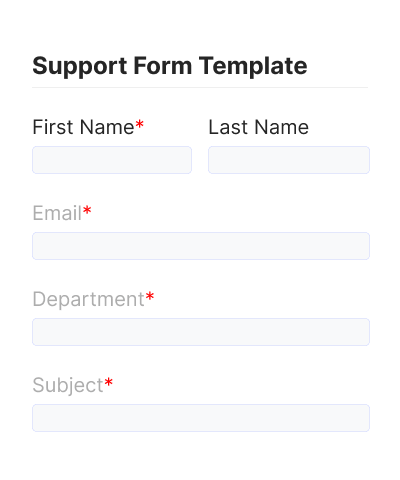 Support Form Template
First Name* Last Name
Email*
Department*
Subject*